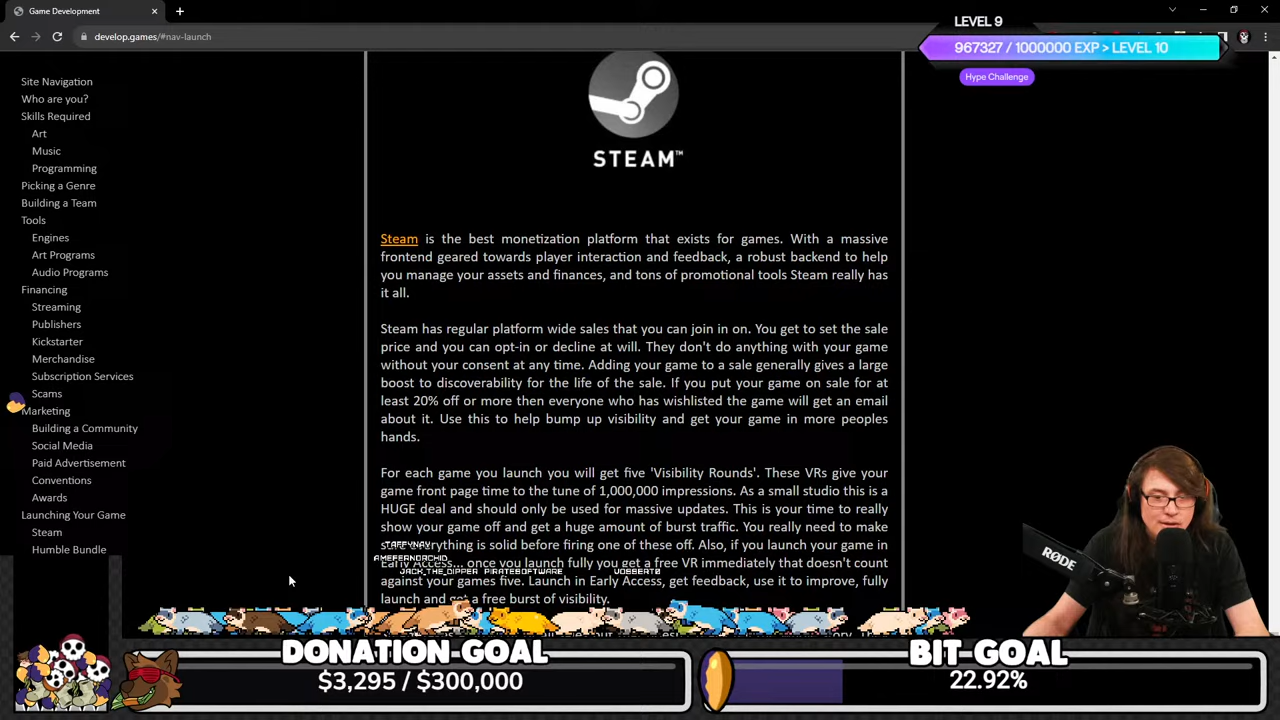 Game Development
LEVEL 9
develop.games/#nav-launch
967327 / 1000000 EXP > LEVEL 10
Hype Challenge
Site Navigation
Who are you?
Skills Required
Art
Music
Programming
Picking a Genre
Building a Team
Tools
Engines
Art Programs
Audio Programs
Financing
Streaming
Publishers
Kickstarter
Merchandise
Subscription Services
Scams
Marketing
Building a Community
Social Media
Paid Advertisement
Conventions
Awards
Launching Your Game
Steam
Humble Bundle
STEAM™
Steam is the best monetization platform that exists for games. With a massive
frontend geared towards player interaction and feedback, a robust backend to help
you manage your assets and finances, and tons of promotional tools Steam really has
it all.
Steam has regular platform wide sales that you can join in on. You get to set the sale
price and you can opt-in or decline at will. They don't do anything with your game
without your consent at any time. Adding your game to a sale generally gives a large
boost to discoverability for the life of the sale. If you put your game on sale for at
least 20% off or more then everyone who has wishlisted the game will get an email
about it. Use this to help bump up visibility and get your game in more peoples
hands.
For each game you launch you will get five 'Visibility Rounds'. These VRs give your
game front page time to the tune of 1,000,000 impressions. As a small studio this is a
HUGE deal and should only be used for massive updates. This is your time to really
show your game off and get a huge amount of burst traffic. You really need to make
sure everything is solid before firing one of these off. Also, if you launch your game in
Early Access... once you launch fully you get a free VR immediately that doesn't count
against your games five. Launch in Early Access, get feedback, use it to improve, fully
launch and get a free burst of visibility.
TAFFYNAV
JACK_THE_DIPPER PIRATESOFTWARE
RØDE
DONATION GOAL
$3,295 / $300,000
BIT GOAL
22.92%